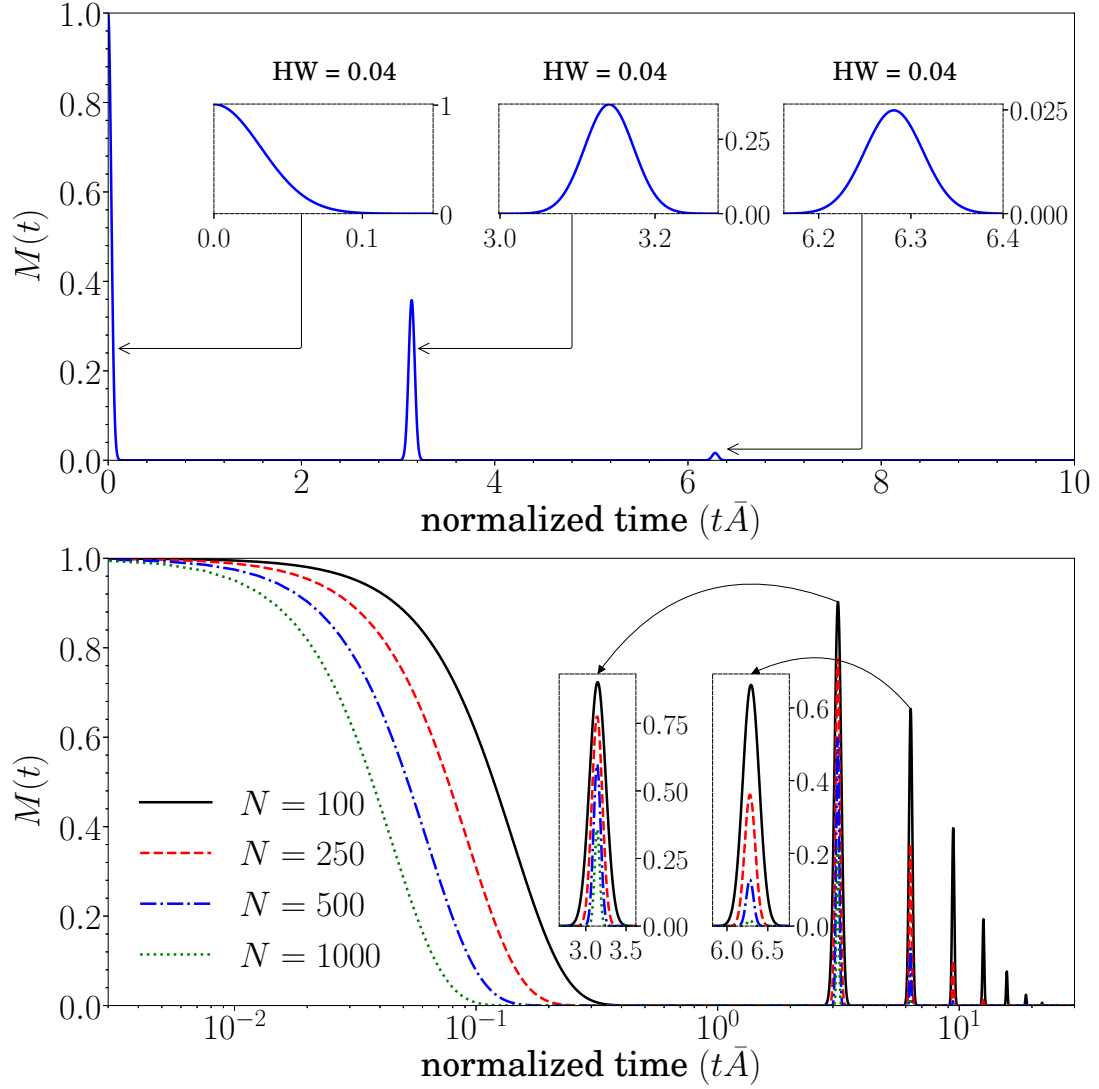 HW = 0.04 HW = 0.04 HW = 0.04
1.0
0.8
0.6
0.4
0.2
0.0
M(t)
1
0
0.0 0.1
0.25
0.00
3.0 3.2
0.025
0.000
6.2 6.3 6.4
0 2 4 6 8 10
normalized time (tĀ)
1.0
0.8
0.6
0.4
0.2
0.0
M(t)
N = 100
N = 250
N = 500
N = 1000
0.75
0.50
0.25
0.00
3.0 3.5
0.6
0.4
0.2
0.0
6.0 6.5
10⁻² 10⁻¹ 10⁰ 10¹
normalized time (tĀ)